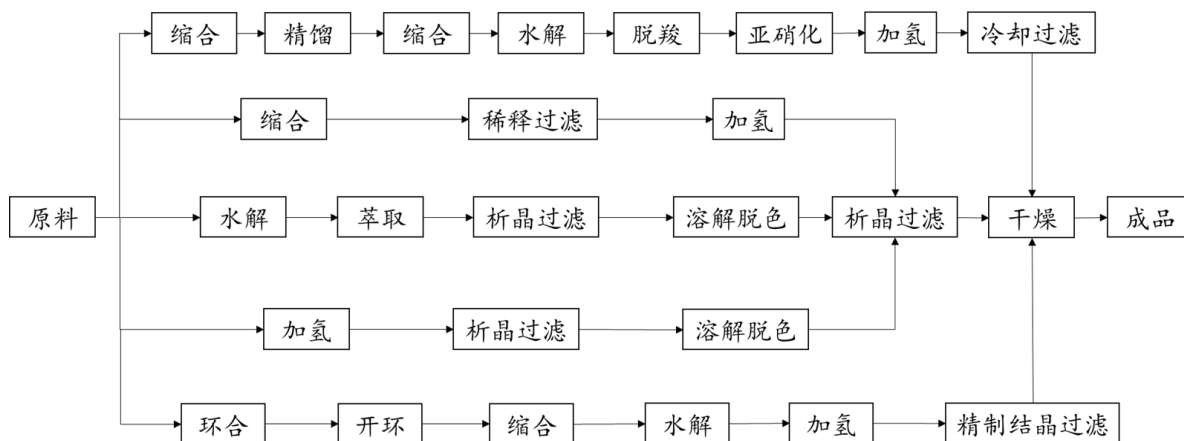 缩合 精馏 缩合 水解 脱羧 亚硝化 加氢 冷却过滤
缩合 稀释过滤 加氢
原料 水解 萃取 析晶过滤 溶解脱色 析晶过滤 干燥 成品
加氢 析晶过滤 溶解脱色
环合 开环 缩合 水解 加氢 精制结晶过滤